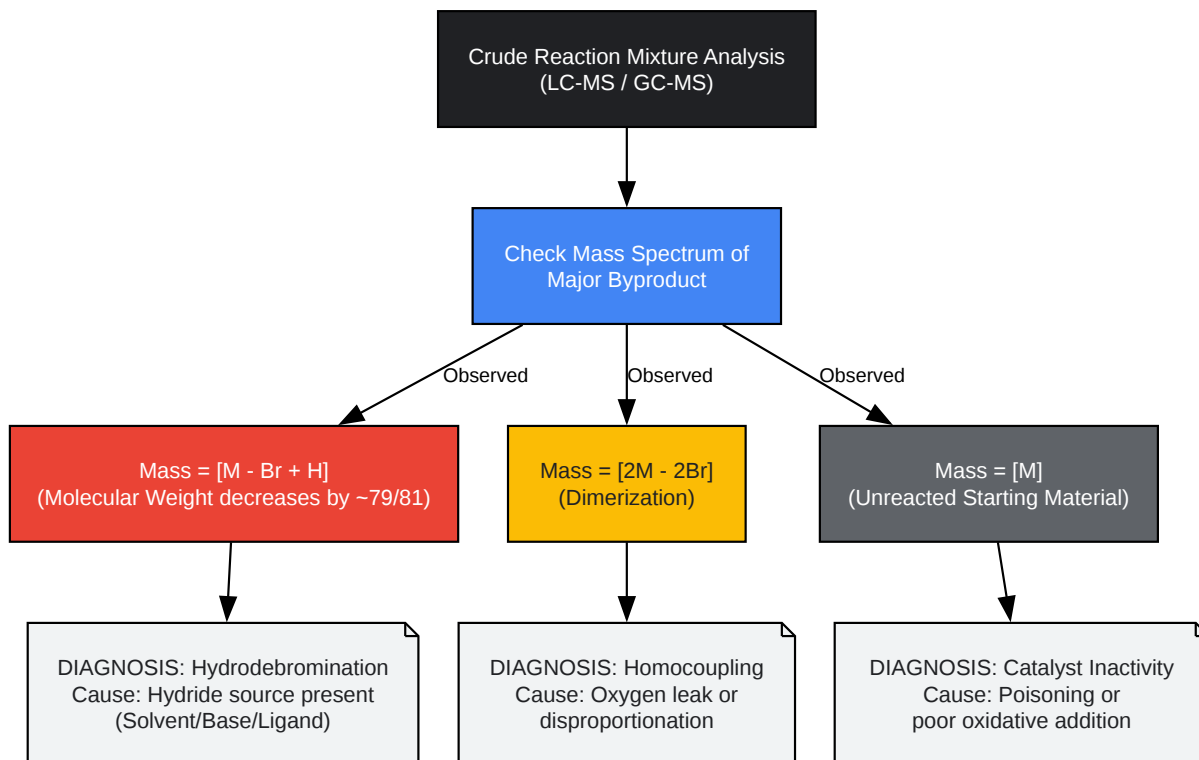 Crude Reaction Mixture Analysis
(LC-MS / GC-MS)
Check Mass Spectrum of
Major Byproduct
Observed
Observed
Observed
Mass = [M - Br + H]
(Molecular Weight decreases by ~79/81)
Mass = [2M - 2Br]
(Dimerization)
Mass = [M]
(Unreacted Starting Material)
DIAGNOSIS: Hydrodebromination
Cause: Hydride source present
(Solvent/Base/Ligand)
DIAGNOSIS: Homocoupling
Cause: Oxygen leak or
disproportionation
DIAGNOSIS: Catalyst Inactivity
Cause: Poisoning or
poor oxidative addition